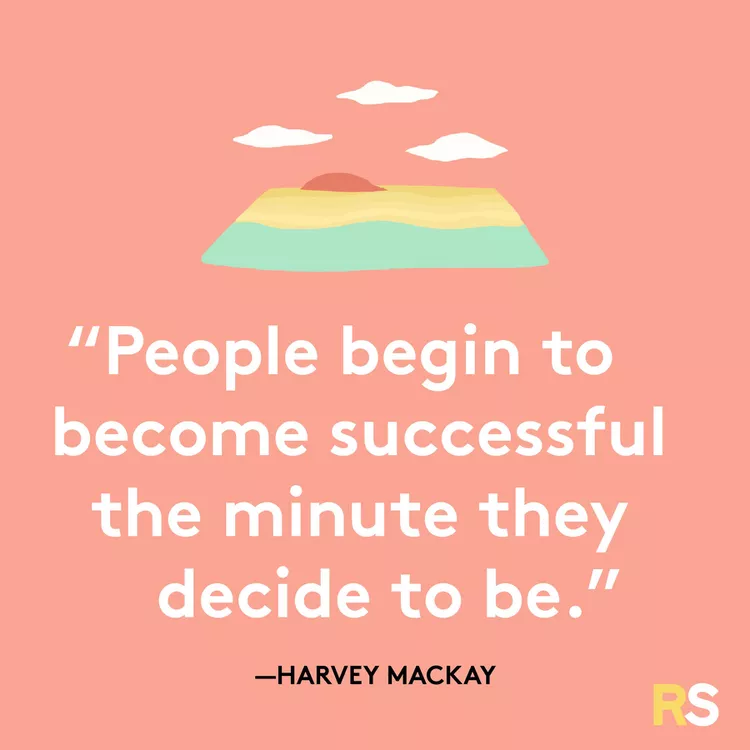 “People begin to
become successful
the minute they
decide to be.”
—HARVEY MACKAY
RS